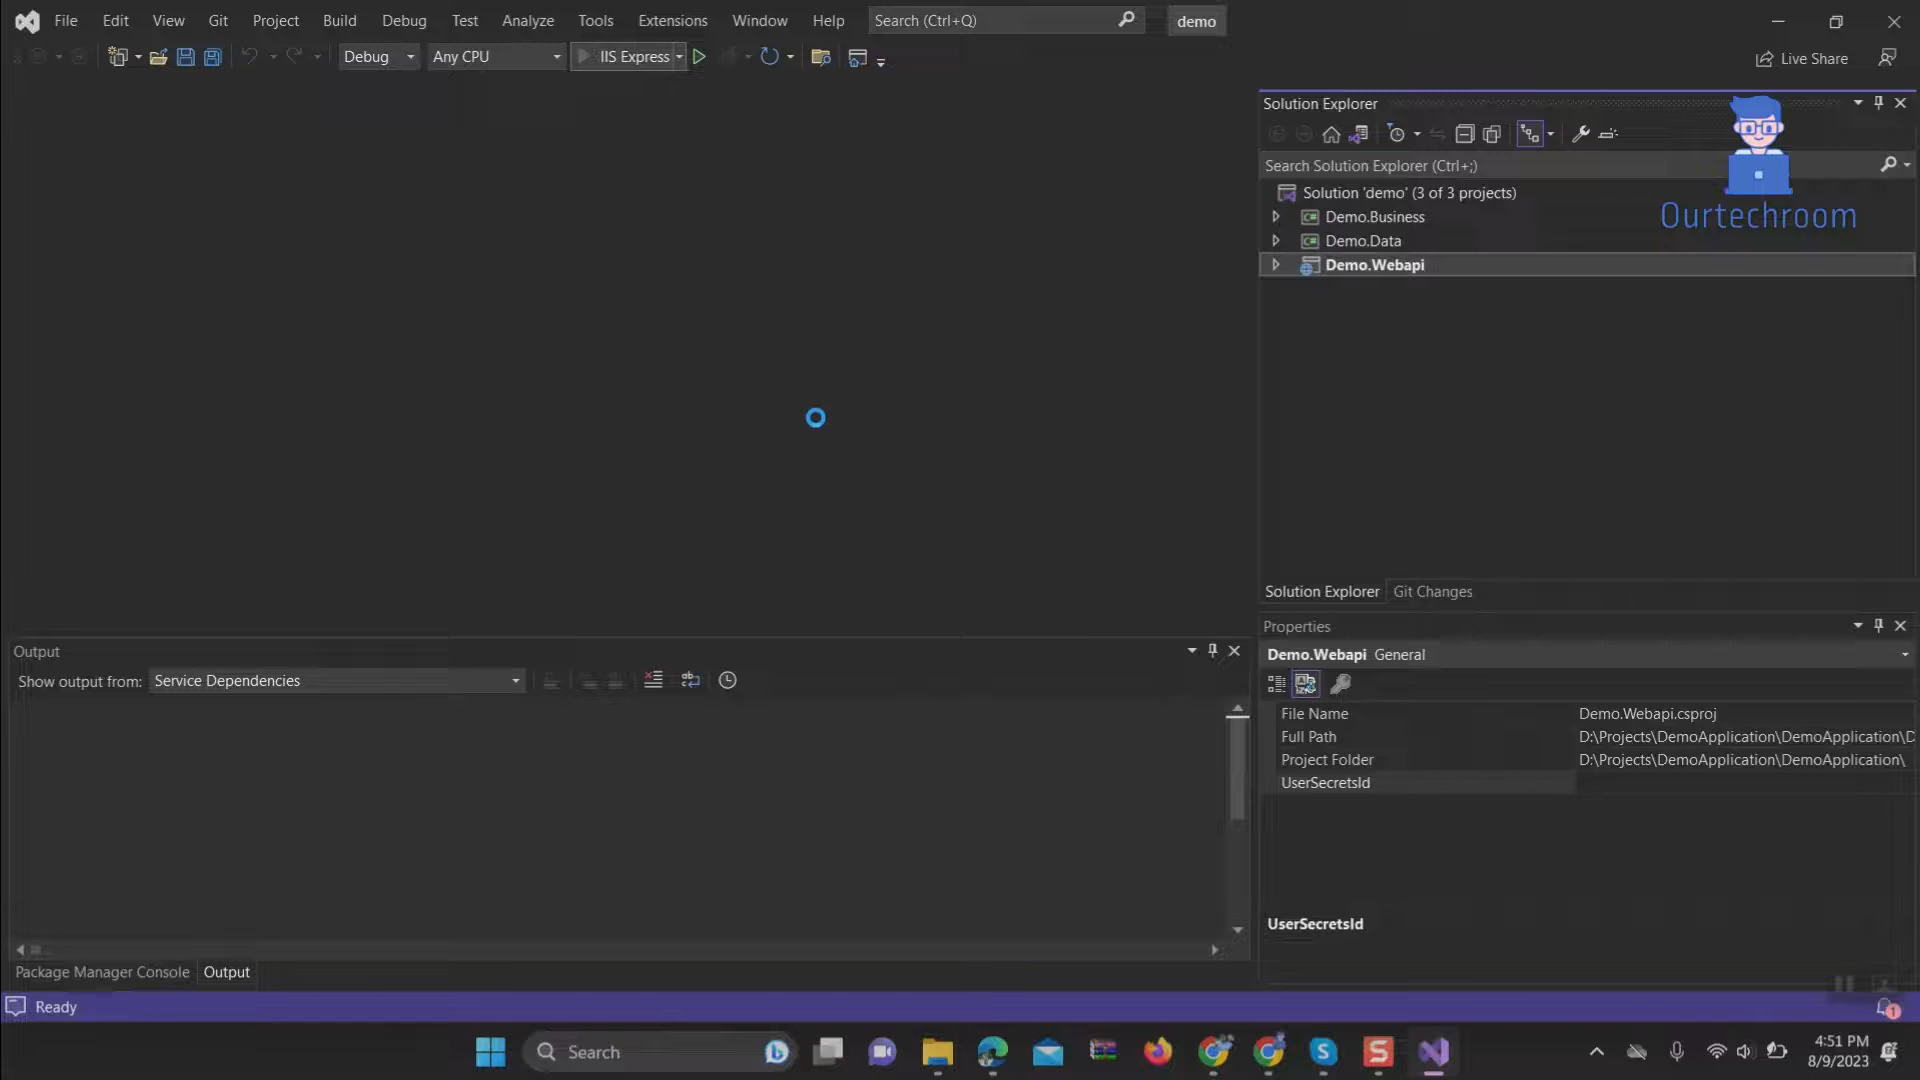 File Edit View Git Project Build Debug Test Analyze Tools Extensions Window Help Search (Ctrl+Q) demo
Debug Any CPU IIS Express Live Share
Solution Explorer
Search Solution Explorer (Ctrl+;)
Solution 'demo' (3 of 3 projects)
Demo.Business
Demo.Data
Demo.Webapi
Ourtechroom
Solution Explorer Git Changes
Properties
Demo.Webapi General
File Name Demo.Webapi.csproj
Full Path D:\Projects\DemoApplication\DemoApplication\D
Project Folder D:\Projects\DemoApplication\DemoApplication\
UserSecretsId
UserSecretsId
Output
Show output from: Service Dependencies
Package Manager Console Output
Ready
1
Search
4:51 PM
8/9/2023